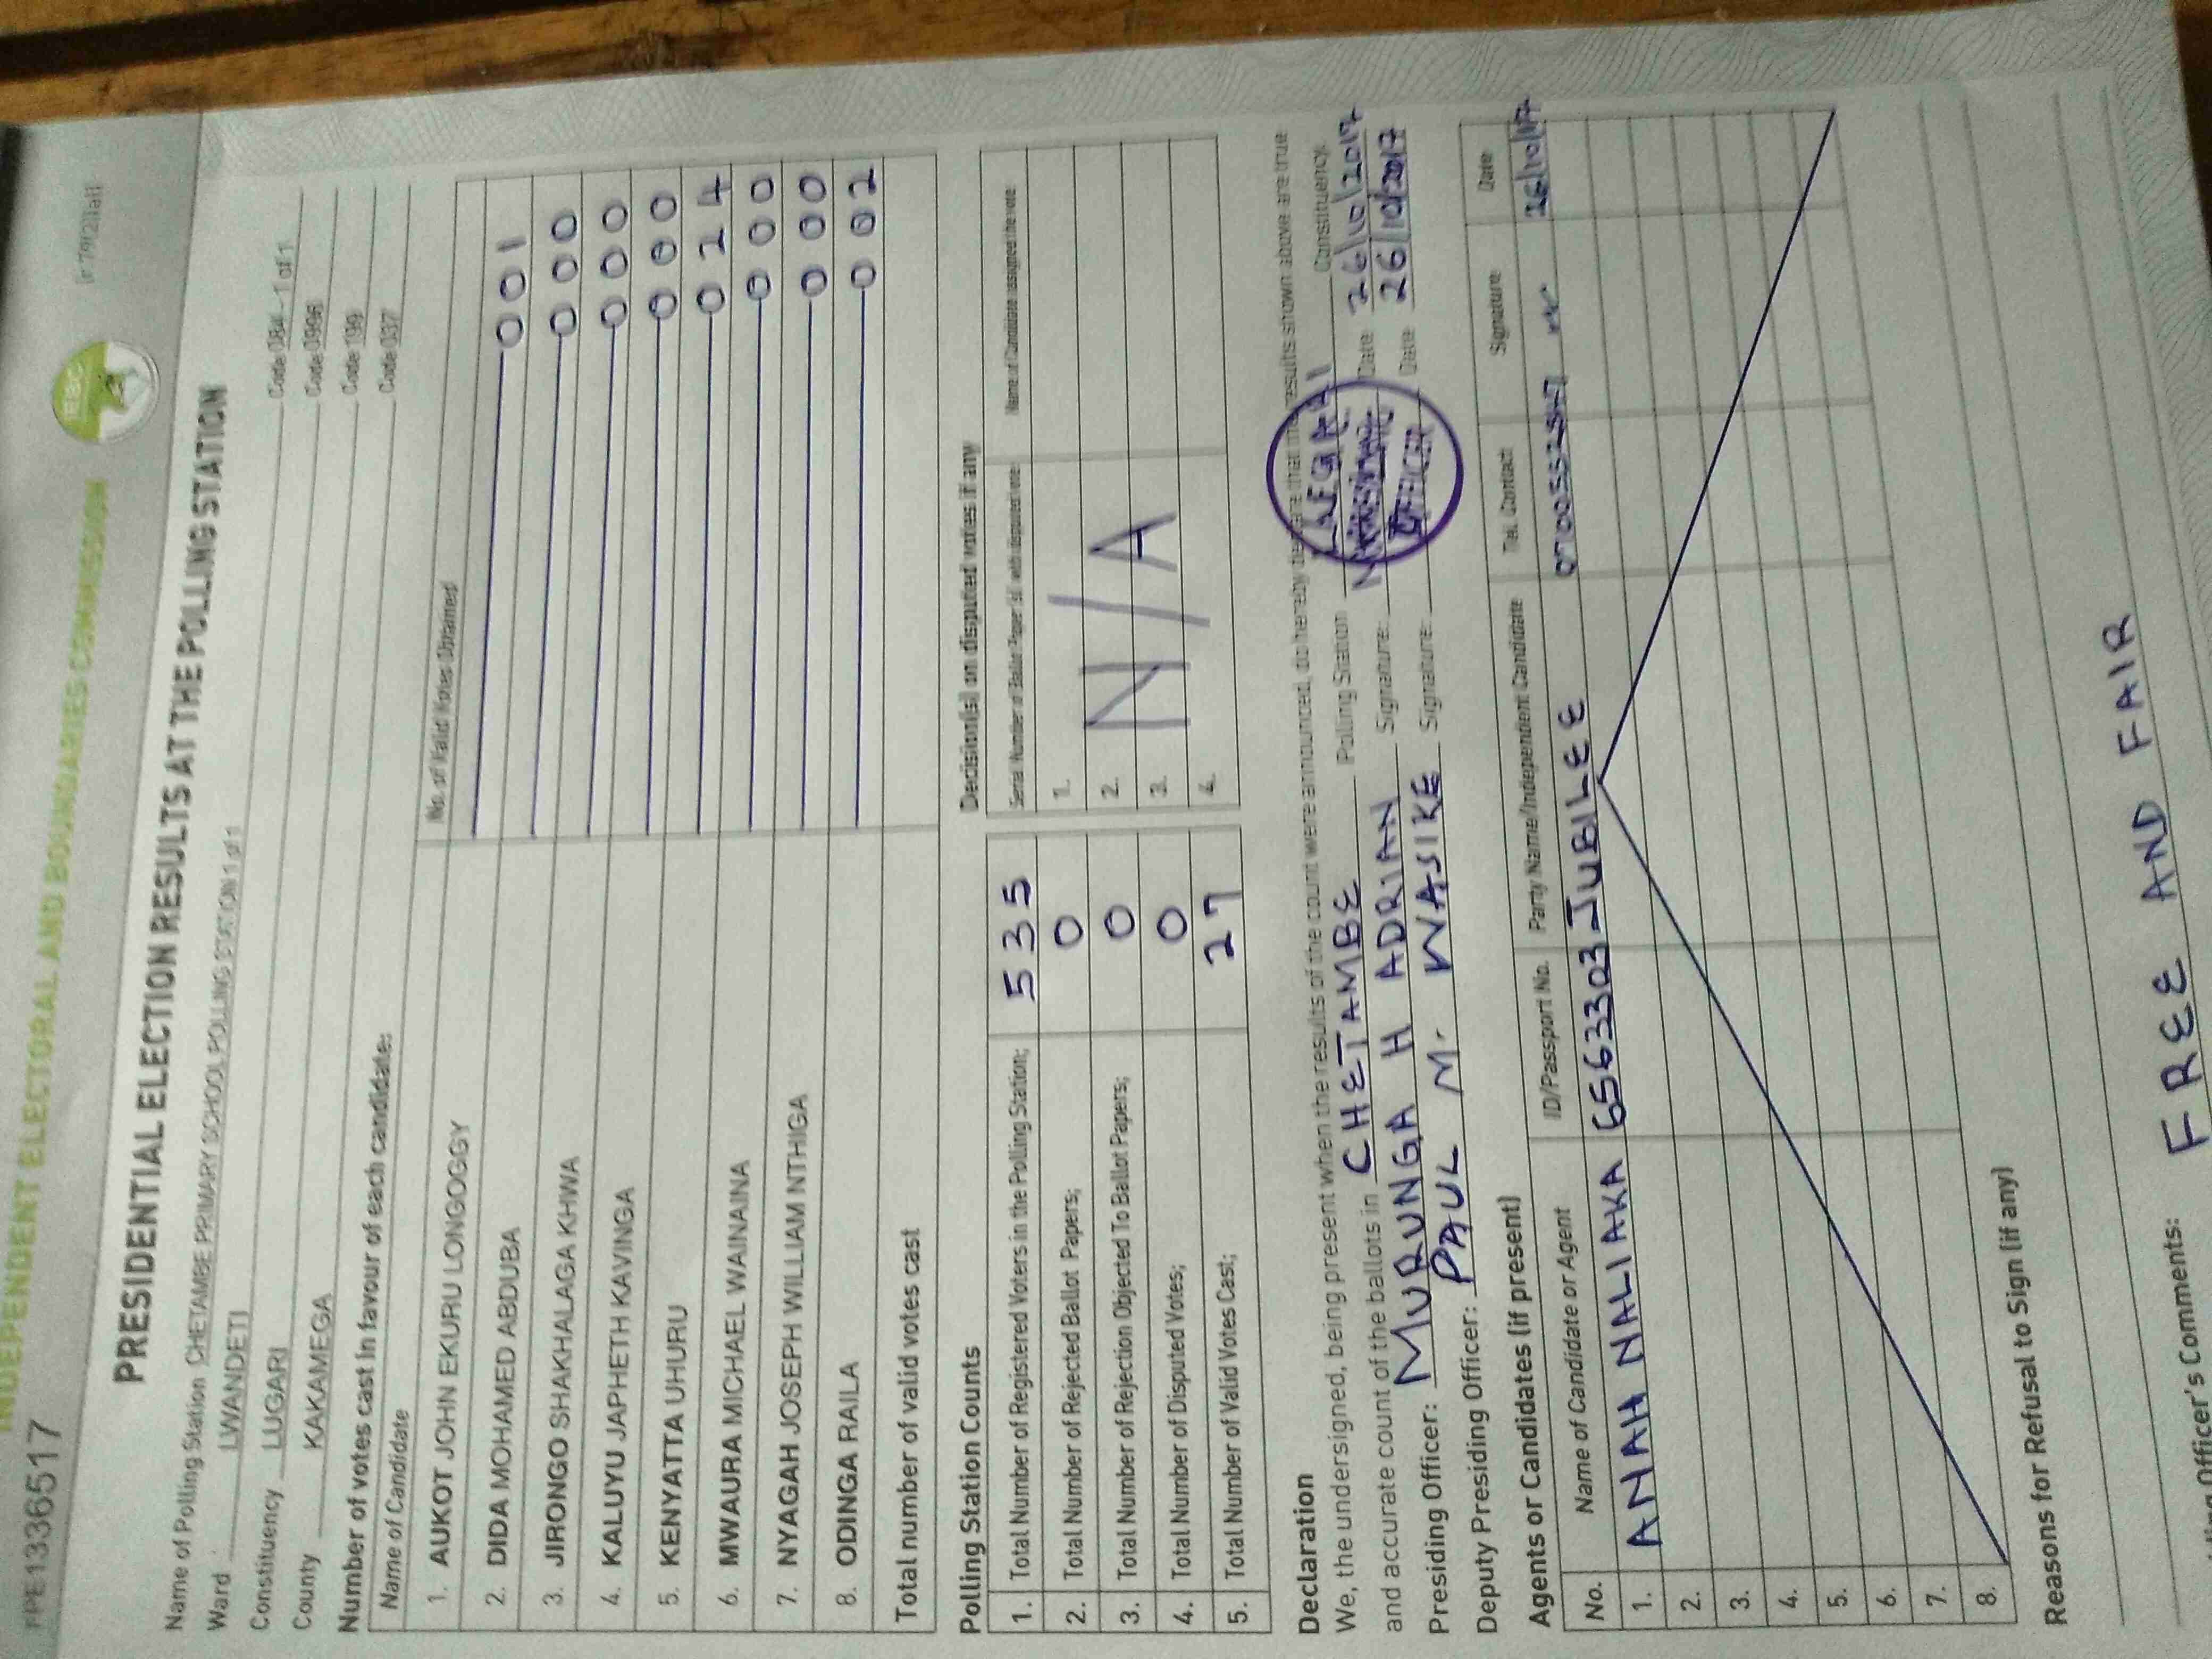 INDEPENDENT ELECTORAL AND BOUNDARIES COMMISSION
FPE1336517
IEBC
PRESIDENTIAL ELECTION RESULTS AT THE POLLING STATION
Name of Polling Station CHETAMBE PRIMARY SCHOOL POLLING STATION 1 of 1 Code 084 - 1 of 1
Ward LWANDETI Code 0996
Constituency LUGARI Code 199
County KAKAMEGA Code 037
Number of votes cast in favour of each candidate:
Name of Candidate No. of Valid Votes Obtained
1. AUKOT JOHN EKURU LONGOGGY 001
2. DIDA MOHAMED ABDUBA 000
3. JIRONGO SHAKHALAGA KHWA 000
4. KALUYU JAPHETH KAVINGA 000
5. KENYATTA UHURU 024
6. MWAURA MICHAEL WAINAINA 000
7. NYAGAH JOSEPH WILLIAM NTHIGA 000
8. ODINGA RAILA 002
Total number of valid votes cast
Polling Station Counts
1. Total Number of Registered Voters in the Polling Station; 535
2. Total Number of Rejected Ballot Papers; 0
3. Total Number of Rejection Objected To Ballot Papers; 0
4. Total Number of Disputed Votes; 0
5. Total Number of Valid Votes Cast; 27
Decision(s) on disputed votes if any
Serial Number of Ballot Paper(s) with disputed vote Name of Candidate assigned the vote
1.
2.
3.
4.
N/A
Declaration
We, the undersigned, being present when the results of the count were announced, do hereby declare that the results shown above are true
and accurate count of the ballots in CHETAMBE Polling Station LUGARI Constituency.
Presiding Officer: MURUNGA H ADRIAN Signature: Date 26/10/2017
Deputy Presiding Officer: PAUL M. WASIKE Signature: Date 26/10/2017
Agents or Candidates (if present)
No. Name of Candidate or Agent ID/Passport No. Party Name/Independent Candidate Tel. Contact Signature Date
1. ANAH NALIAKA 6563303 JUBILEE 26/10/17
2.
3.
4.
5.
6.
7.
8.
Reasons for Refusal to Sign (if any)
Officer's Comments: FREE AND FAIR